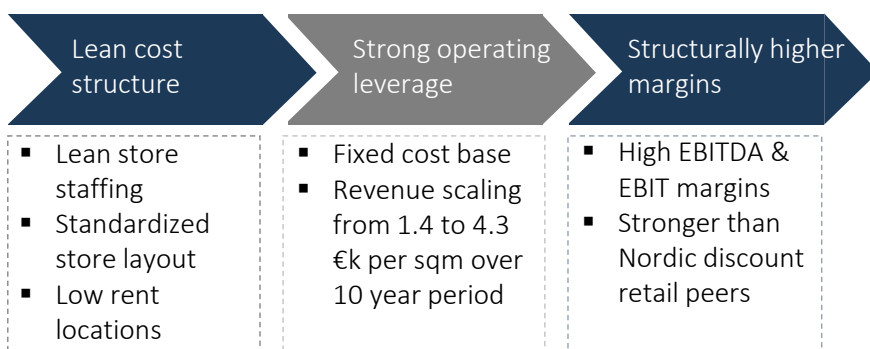 Lean cost
structure
Strong operating
leverage
Structurally higher
margins
▪ Lean store
staffing
▪ Standardized
store layout
▪ Low rent
locations
▪ Fixed cost base
▪ Revenue scaling
from 1.4 to 4.3
€k per sqm over
10 year period
▪ High EBITDA &
EBIT margins
▪ Stronger than
Nordic discount
retail peers